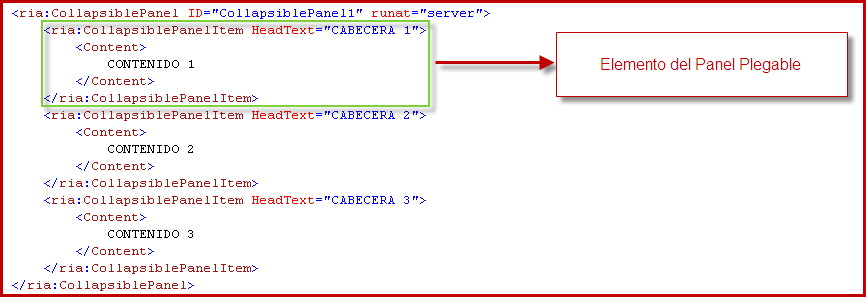 <ria:CollapsiblePanel ID="CollapsiblePanel1" runat="server">
<ria:CollapsiblePanelItem HeadText="CABECERA 1">
<Content>
CONTENIDO 1
</Content>
</ria:CollapsiblePanelItem>
Elemento del Panel Plegable
<ria:CollapsiblePanelItem HeadText="CABECERA 2">
<Content>
CONTENIDO 2
</Content>
</ria:CollapsiblePanelItem>
<ria:CollapsiblePanelItem HeadText="CABECERA 3">
<Content>
CONTENIDO 3
</Content>
</ria:CollapsiblePanelItem>
</ria:CollapsiblePanel>